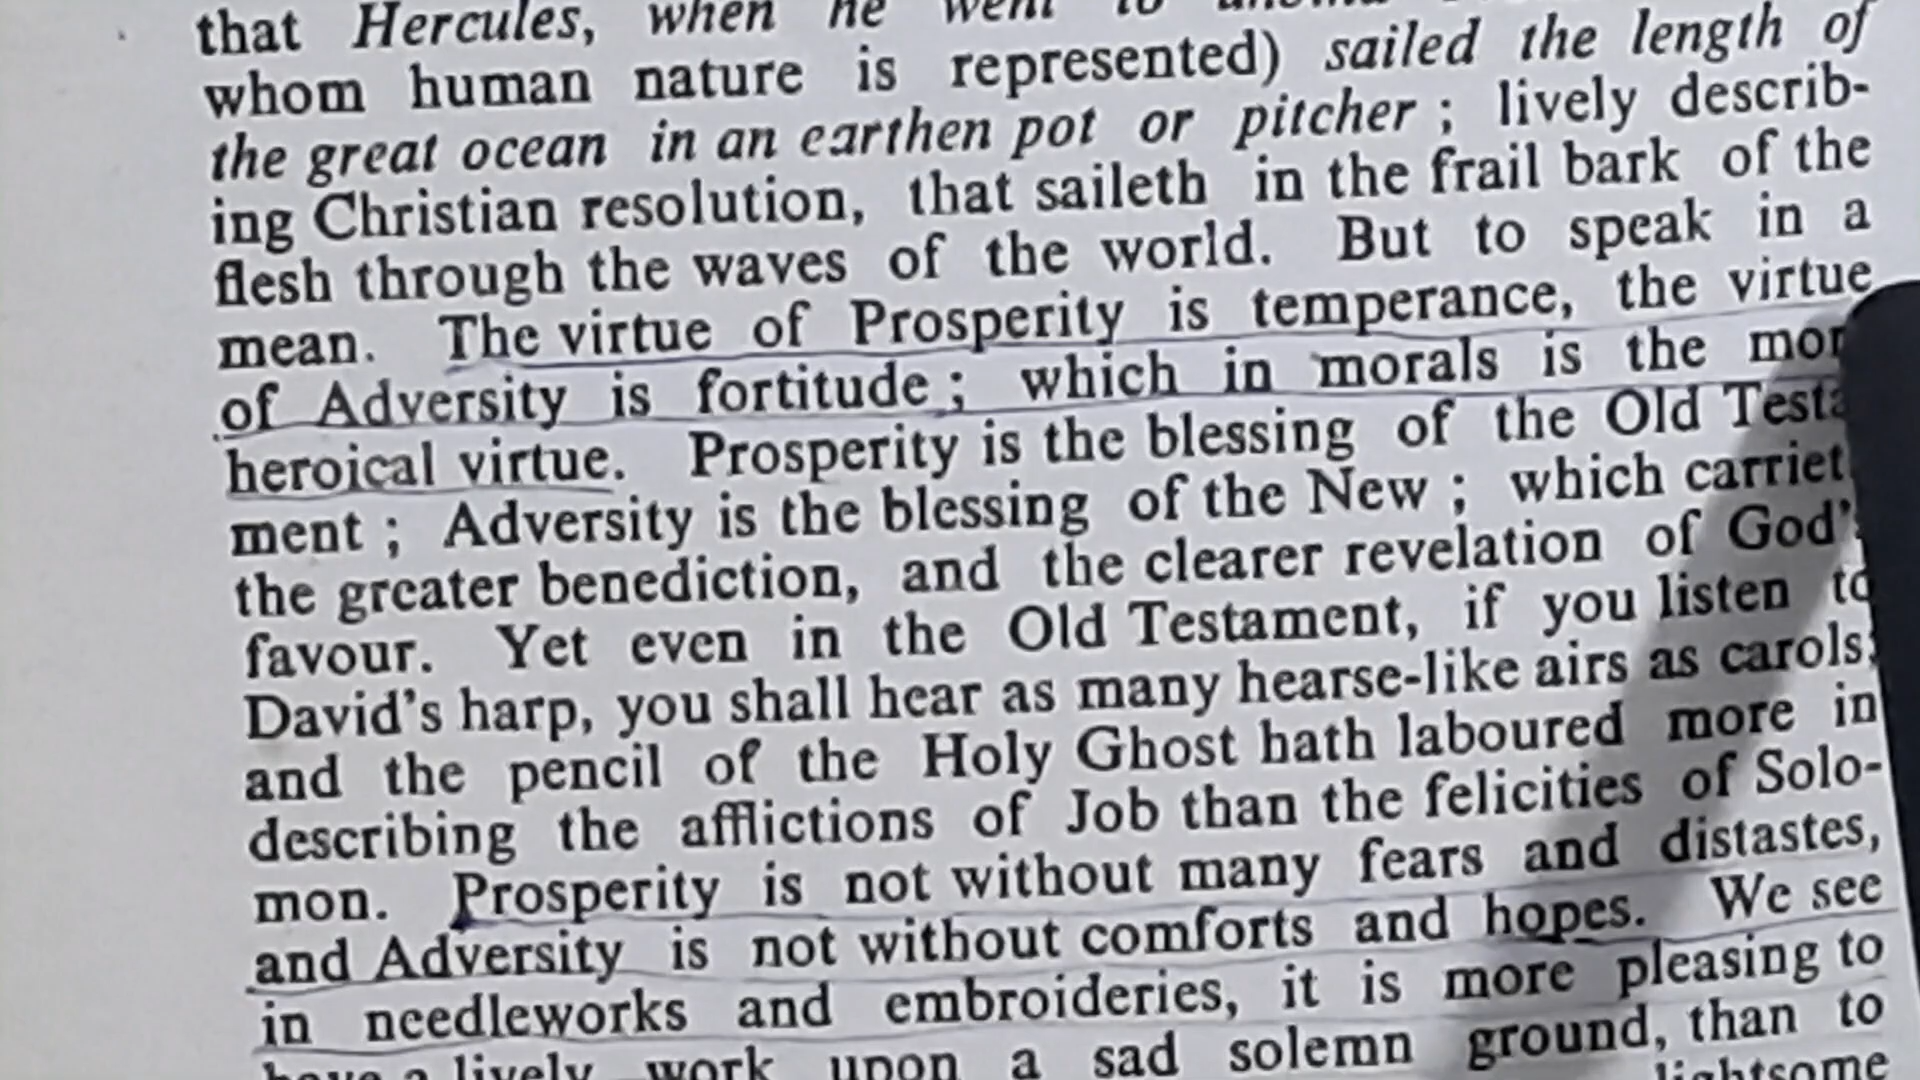 that Hercules, when he went to
whom human nature is represented) sailed the length of
the great ocean in an earthen pot or pitcher ; lively describ-
ing Christian resolution, that saileth in the frail bark of the
flesh through the waves of the world. But to speak in a
mean. The virtue of Prosperity is temperance, the virtue
of Adversity is fortitude ; which in morals is the mor
heroical virtue. Prosperity is the blessing of the Old Testa
ment ; Adversity is the blessing of the New ; which carriet
the greater benediction, and the clearer revelation of God'
favour. Yet even in the Old Testament, if you listen to
David's harp, you shall hear as many hearse-like airs as carols;
and the pencil of the Holy Ghost hath laboured more in
describing the afflictions of Job than the felicities of Solo-
mon. Prosperity is not without many fears and distastes,
and Adversity is not without comforts and hopes. We see
in needleworks and embroideries, it is more pleasing to
have a lively work upon a sad solemn ground, than to
lightsome